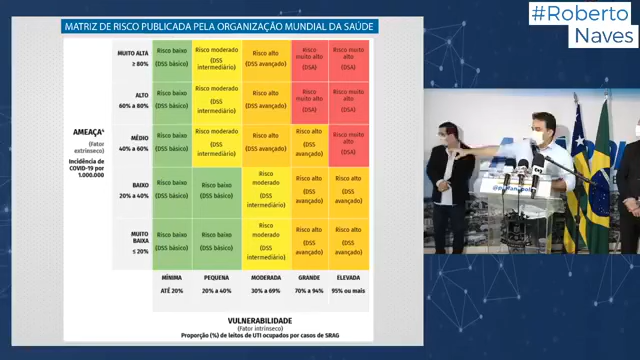 #Roberto
Naves
MATRIZ DE RISCO PUBLICADA PELA ORGANIZAÇÃO MUNDIAL DA SAÚDE
AMEAÇA*
(Fator
extrínseco)
Incidência de
COVID-19 por
1.000.000
MUITO ALTA
≥ 80%
Risco baixo
(DSS básico)
Risco moderado
(DSS
intermediário)
Risco alto
(DSS avançado)
Risco
muito alto
(DSA)
Risco muito
alto
(DSA)
ALTO
60% a 80%
Risco baixo
(DSS básico)
Risco moderado
(DSS
intermediário)
Risco alto
(DSS avançado)
Risco
muito alto
(DSA)
Risco muito
alto
(DSA)
MÉDIO
40% a 60%
Risco baixo
(DSS básico)
Risco moderado
(DSS
intermediário)
Risco alto
(DSS avançado)
Risco alto
(DSS
avançado)
Risco muito
alto
(DSA)
BAIXO
20% a 40%
Risco baixo
(DSS básico)
Risco baixo
(DSS básico)
Risco
moderado
(DSS
intermediário)
Risco alto
(DSS
avançado)
Risco alto
(DSS
avançado)
MUITO
BAIXA
≤ 20%
Risco baixo
(DSS básico)
Risco baixo
(DSS básico)
Risco
moderado
(DSS
intermediário)
Risco alto
(DSS
avançado)
Risco alto
(DSS
avançado)
MÍNIMA
ATÉ 20%
PEQUENA
20% a 40%
MODERADA
30% a 69%
GRANDE
70% a 94%
ELEVADA
95% ou mais
VULNERABILIDADE
(Fator intrínseco)
Proporção (%) de leitos de UTI ocupados por casos de SRAG